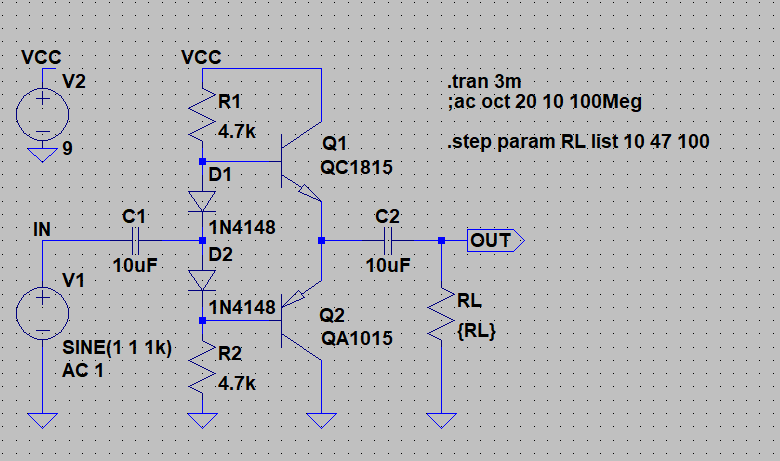 VCC
V2
9
VCC
R1
4.7k
Q1
QC1815
.tran 3m
;ac oct 20 10 100Meg
.step param RL list 10 47 100
D1
1N4148
IN
C1
10uF
D2
1N4148
C2
10uF
OUT
V1
SINE(1 1 1k)
AC 1
R2
4.7k
Q2
QA1015
RL
{RL}